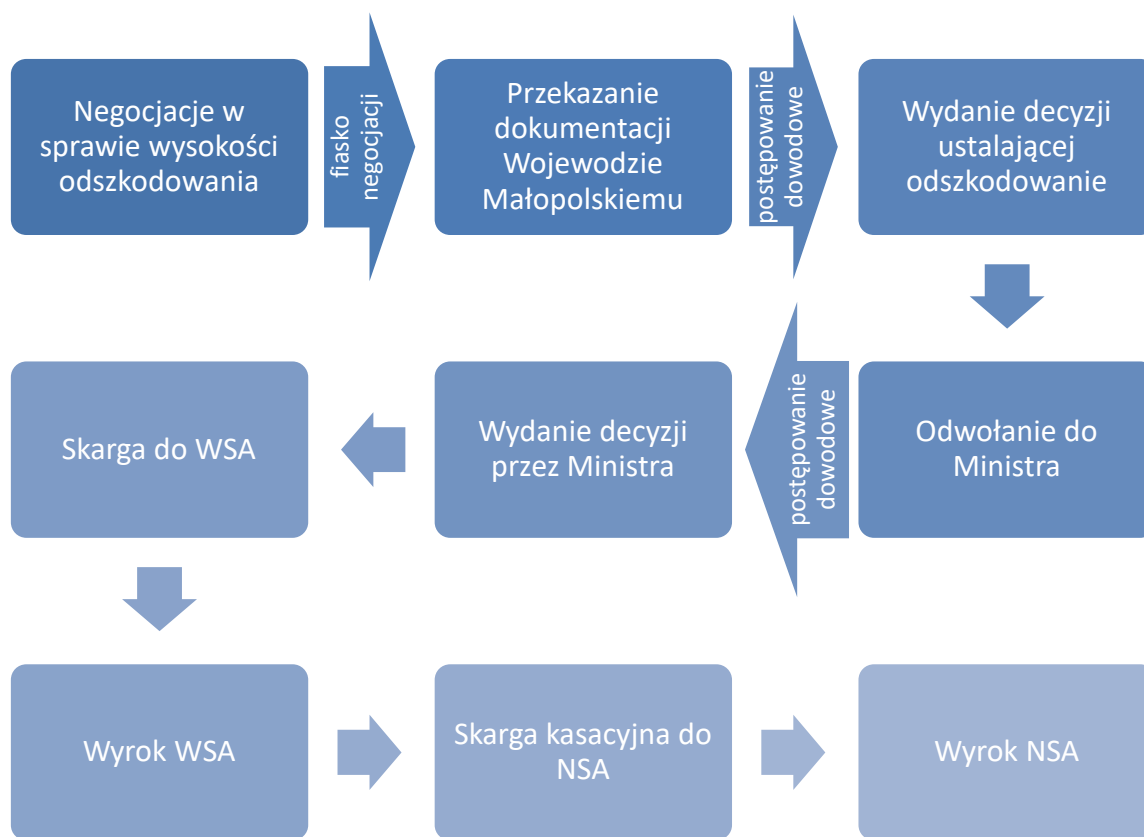 Negocjacje w
sprawie wysokości
odszkodowania
fiasko
negocjacji
Przekazanie
dokumentacji
Wojewodzie
Małopolskiemu
postępowanie
dowodowe
Wydanie decyzji
ustalającej
odszkodowanie
Odwołanie do
Ministra
postępowanie
dowodowe
Wydanie decyzji
przez Ministra
Skarga do WSA
Wyrok WSA
Skarga kasacyjna do
NSA
Wyrok NSA